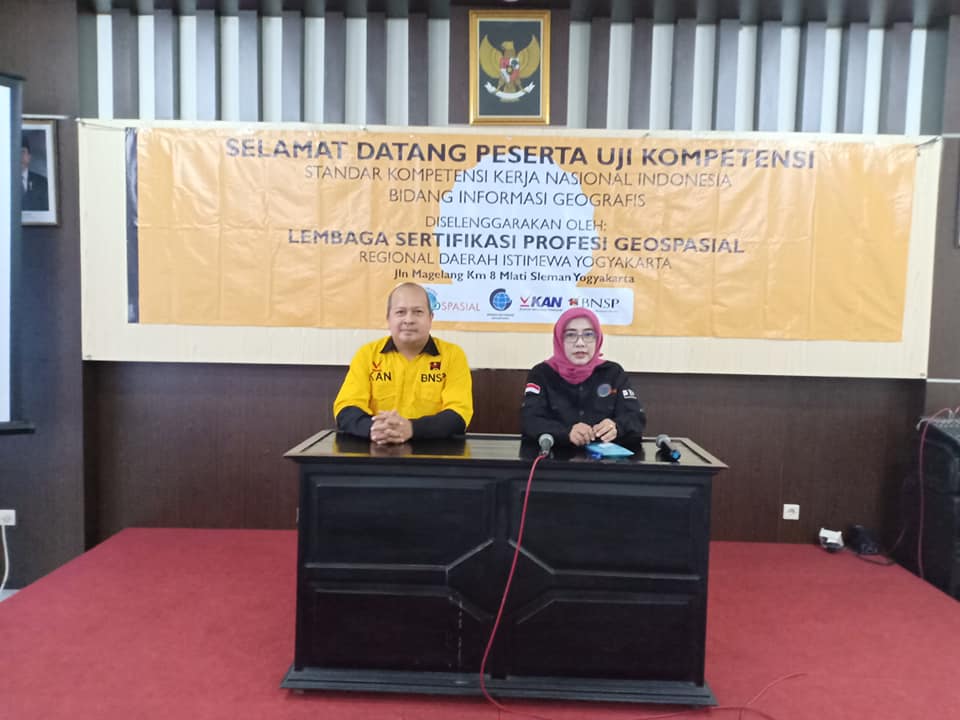 SELAMAT DATANG PESERTA UJI KOMPETENSI
STANDAR KOMPETENSI KERJA NASIONAL INDONESIA
BIDANG INFORMASI GEOGRAFIS
DISELENGGARAKAN OLEH:
LEMBAGA SERTIFIKASI PROFESI GEOSPASIAL
REGIONAL DAERAH ISTIMEWA YOGYAKARTA
Jln Magelang Km 8 Mlati Sleman Yogyakarta
SPASIAL
KAN
BNSP
KAN
BNSP